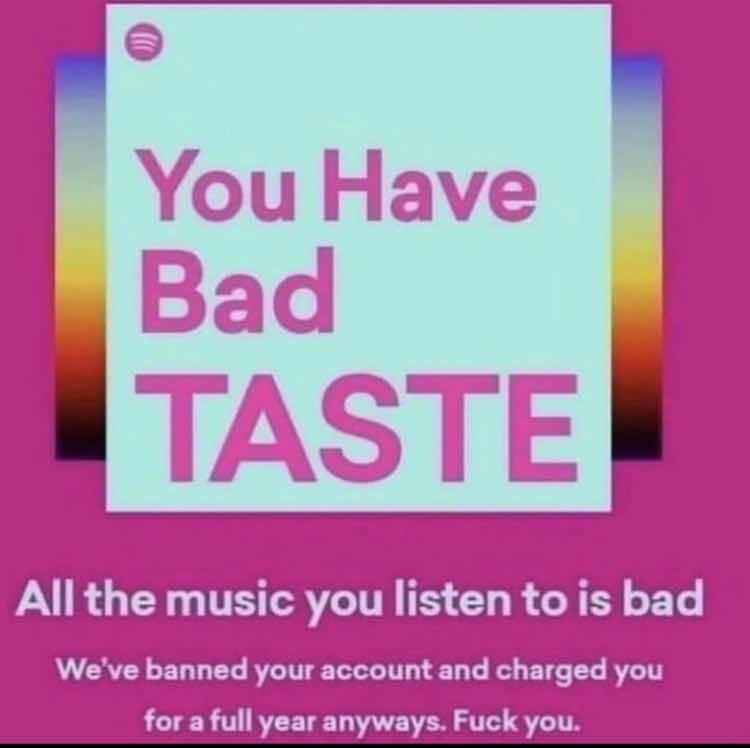 You Have
Bad
TASTE
All the music you listen to is bad
We've banned your account and charged you
for a full year anyways. Fuck you.